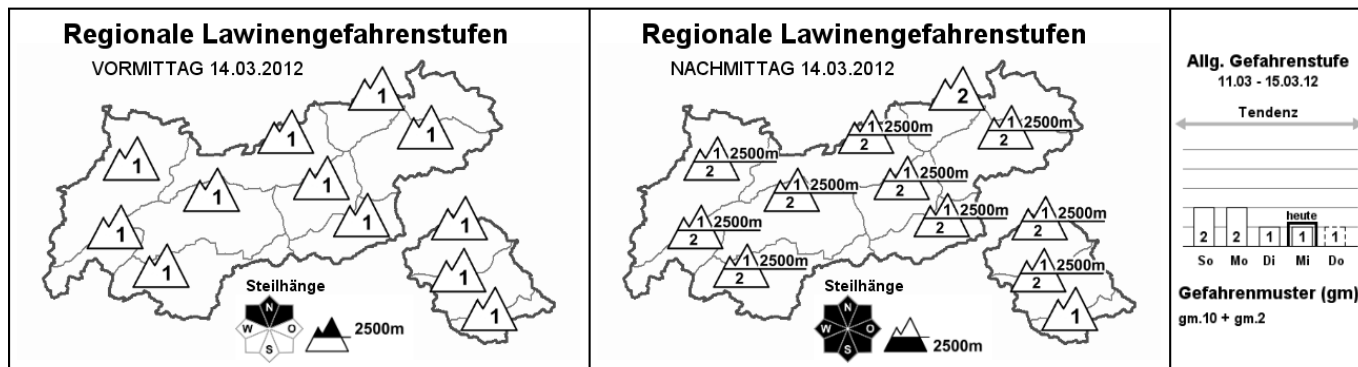 Regionale Lawinengefahrenstufen
VORMITTAG 14.03.2012
1
1
1
1
1
1
1
1
1
1
1
1
Steilhänge
N
W O
S
2500m
Regionale Lawinengefahrenstufen
NACHMITTAG 14.03.2012
2
1 2500m
2
1 2500m
2
1 2500m
2
1 2500m
2
1 2500m
2
1 2500m
2
1 2500m
2
1 2500m
2
1 2500m
2
1 2500m
2
1
Steilhänge
N
W O
S
2500m
Allg. Gefahrenstufe
11.03 - 15.03.12
Tendenz
heute
2 2 1 1 1
So Mo Di Mi Do
Gefahrenmuster (gm)
gm.10 + gm.2